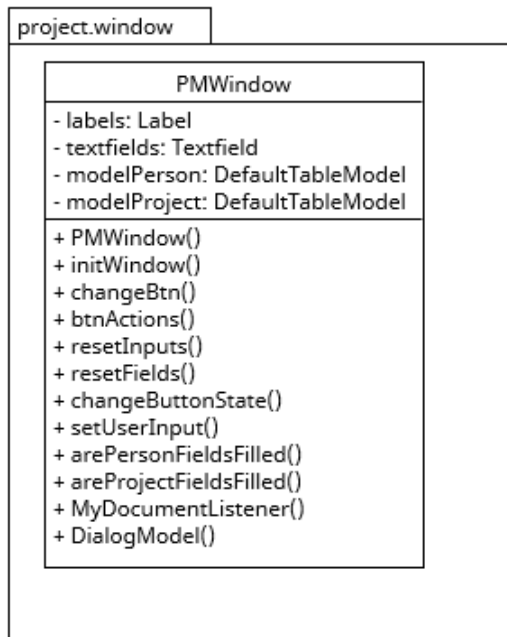 project.window
PMWindow
- labels: Label
- textfields: Textfield
- modelPerson: DefaultTableModel
- modelProject: DefaultTableModel
+ PMWindow()
+ initWindow()
+ changeBtn()
+ btnActions()
+ resetInputs()
+ resetFields()
+ changeButtonState()
+ setUserInput()
+ arePersonFieldsFilled()
+ areProjectFieldsFilled()
+ MyDocumentListener()
+ DialogModel()